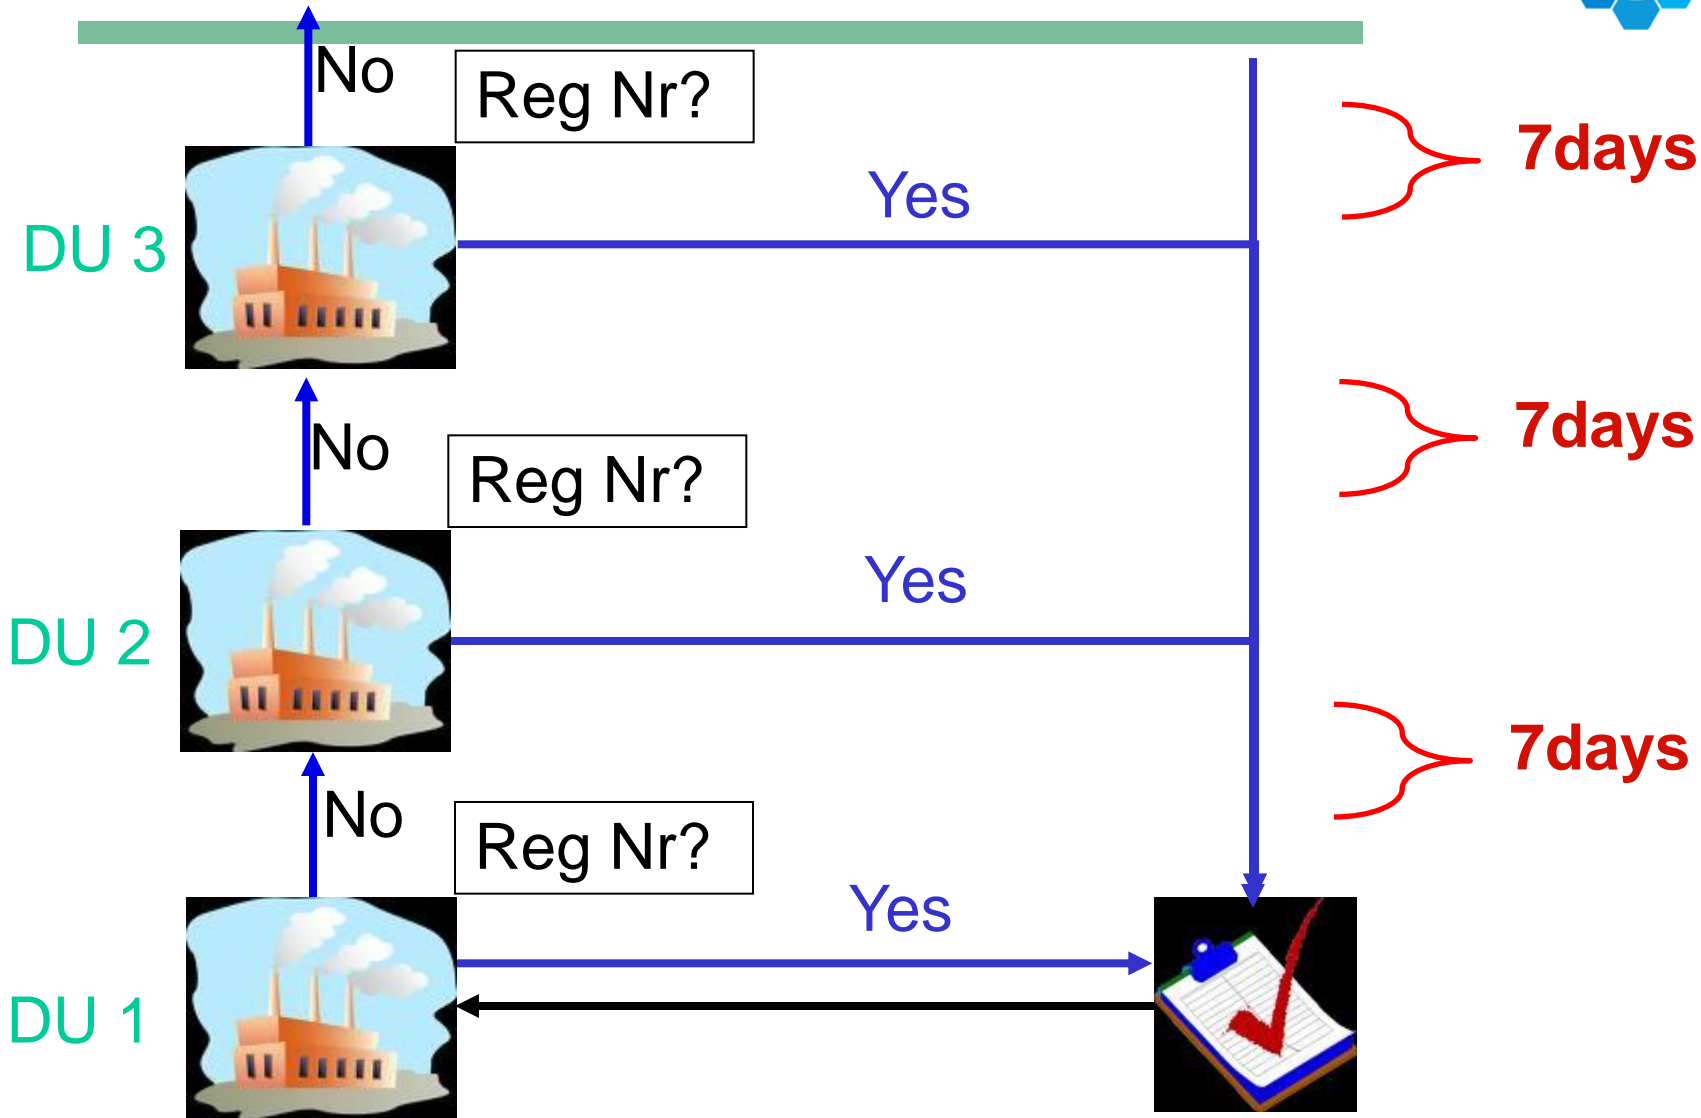 No
Reg Nr?
7days
Yes
DU 3
No
Reg Nr?
7days
Yes
DU 2
7days
No
Reg Nr?
Yes
DU 1